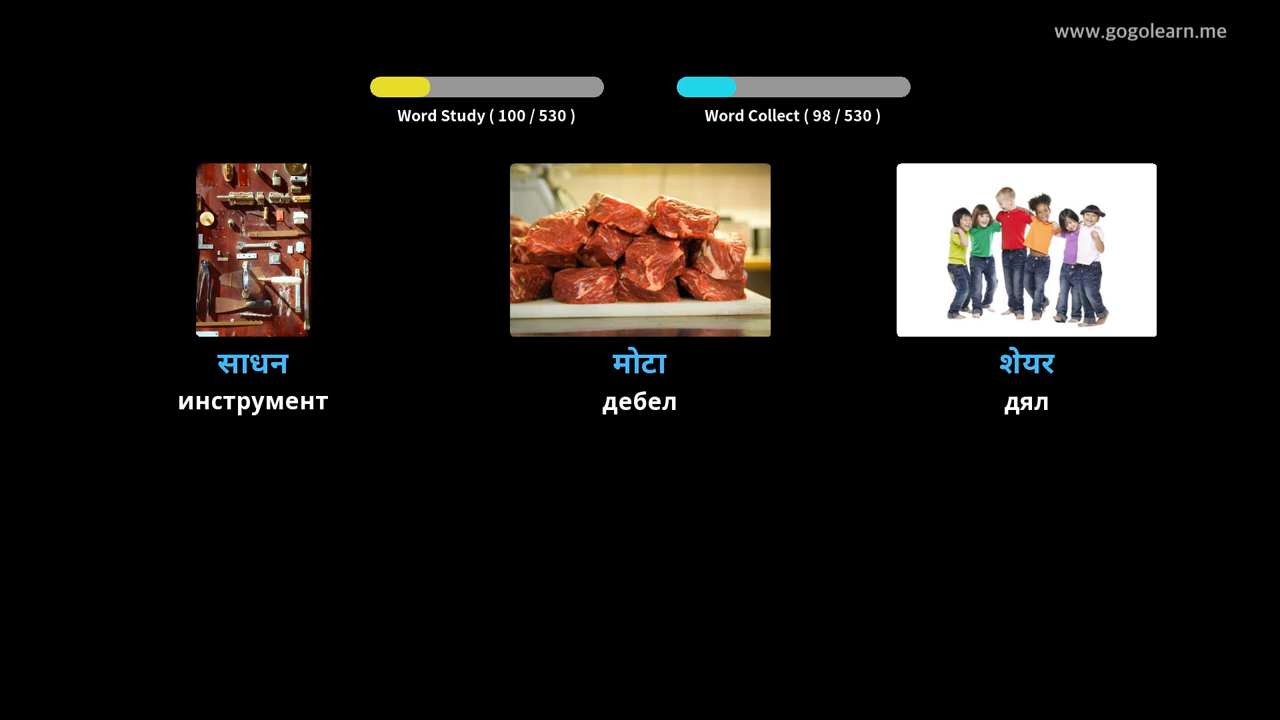 www.gogolearn.me
Word Study ( 100 / 530 )
Word Collect ( 98 / 530 )
साधन
मोटा
शेयर
инструмент
дебел
дял